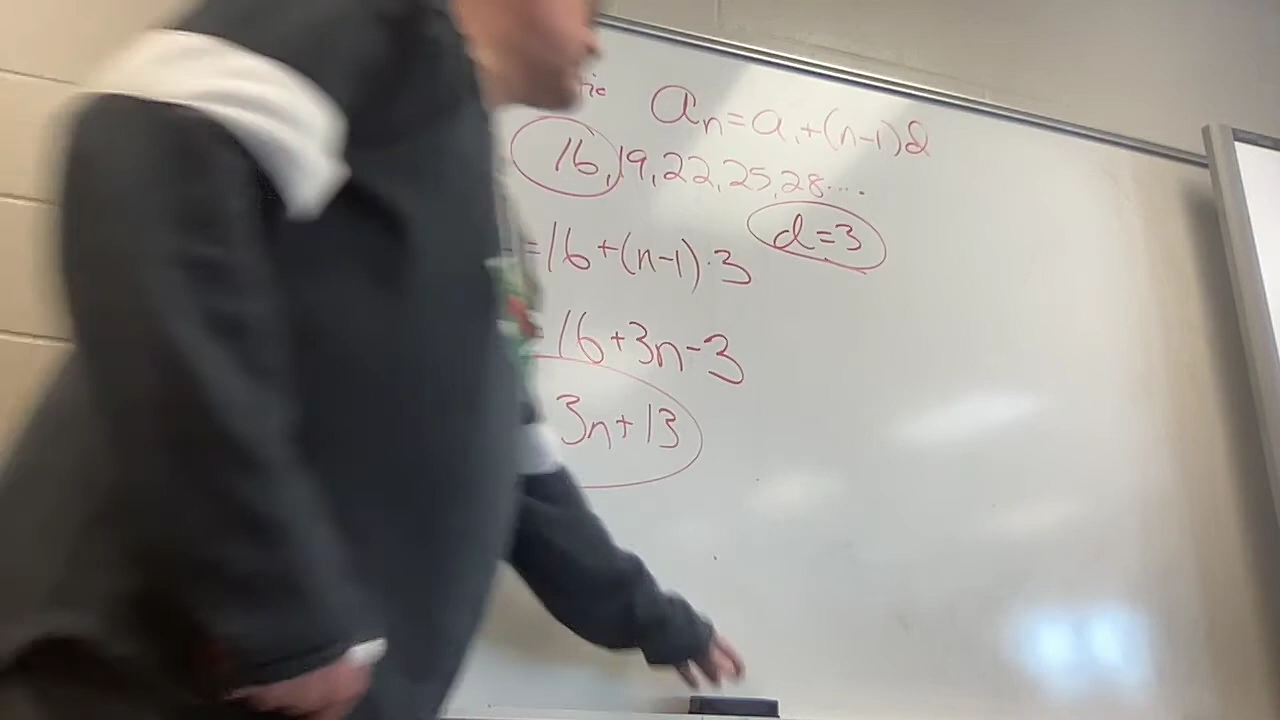 aₙ=a₁+(n-1)d
16,19,22,25,28....
d=3
=16+(n-1)·3
16+3n-3
3n+13